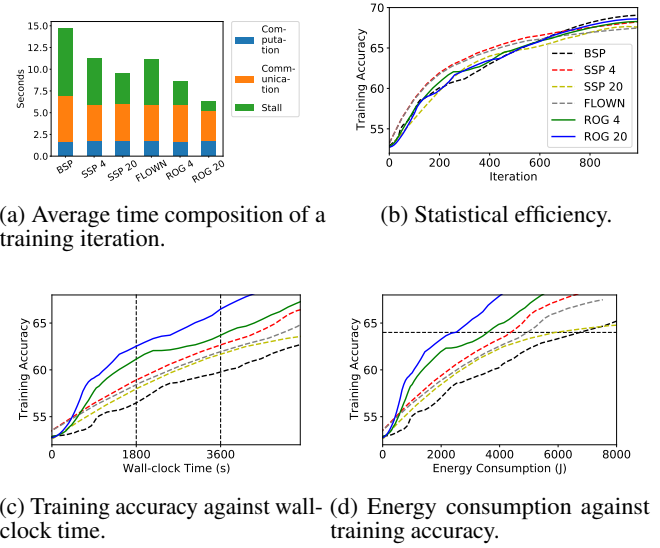 15.0
12.5
10.0
7.5
5.0
2.5
0.0
Seconds
BSP
SSP 4
SSP 20
FLOWN
ROG 4
ROG 20
Com-
puta-
tion
Comm-
unica-
tion
Stall
70
65
60
55
Training Accuracy
0 200 400 600 800
Iteration
BSP
SSP 4
SSP 20
FLOWN
ROG 4
ROG 20
(a) Average time composition of a
training iteration.
(b) Statistical efficiency.
65
60
55
Training Accuracy
0 1800 3600
Wall-clock Time (s)
65
60
55
Training Accuracy
0 2000 4000 6000 8000
Energy Consumption (J)
(c) Training accuracy against wall-
clock time.
(d) Energy consumption against
training accuracy.